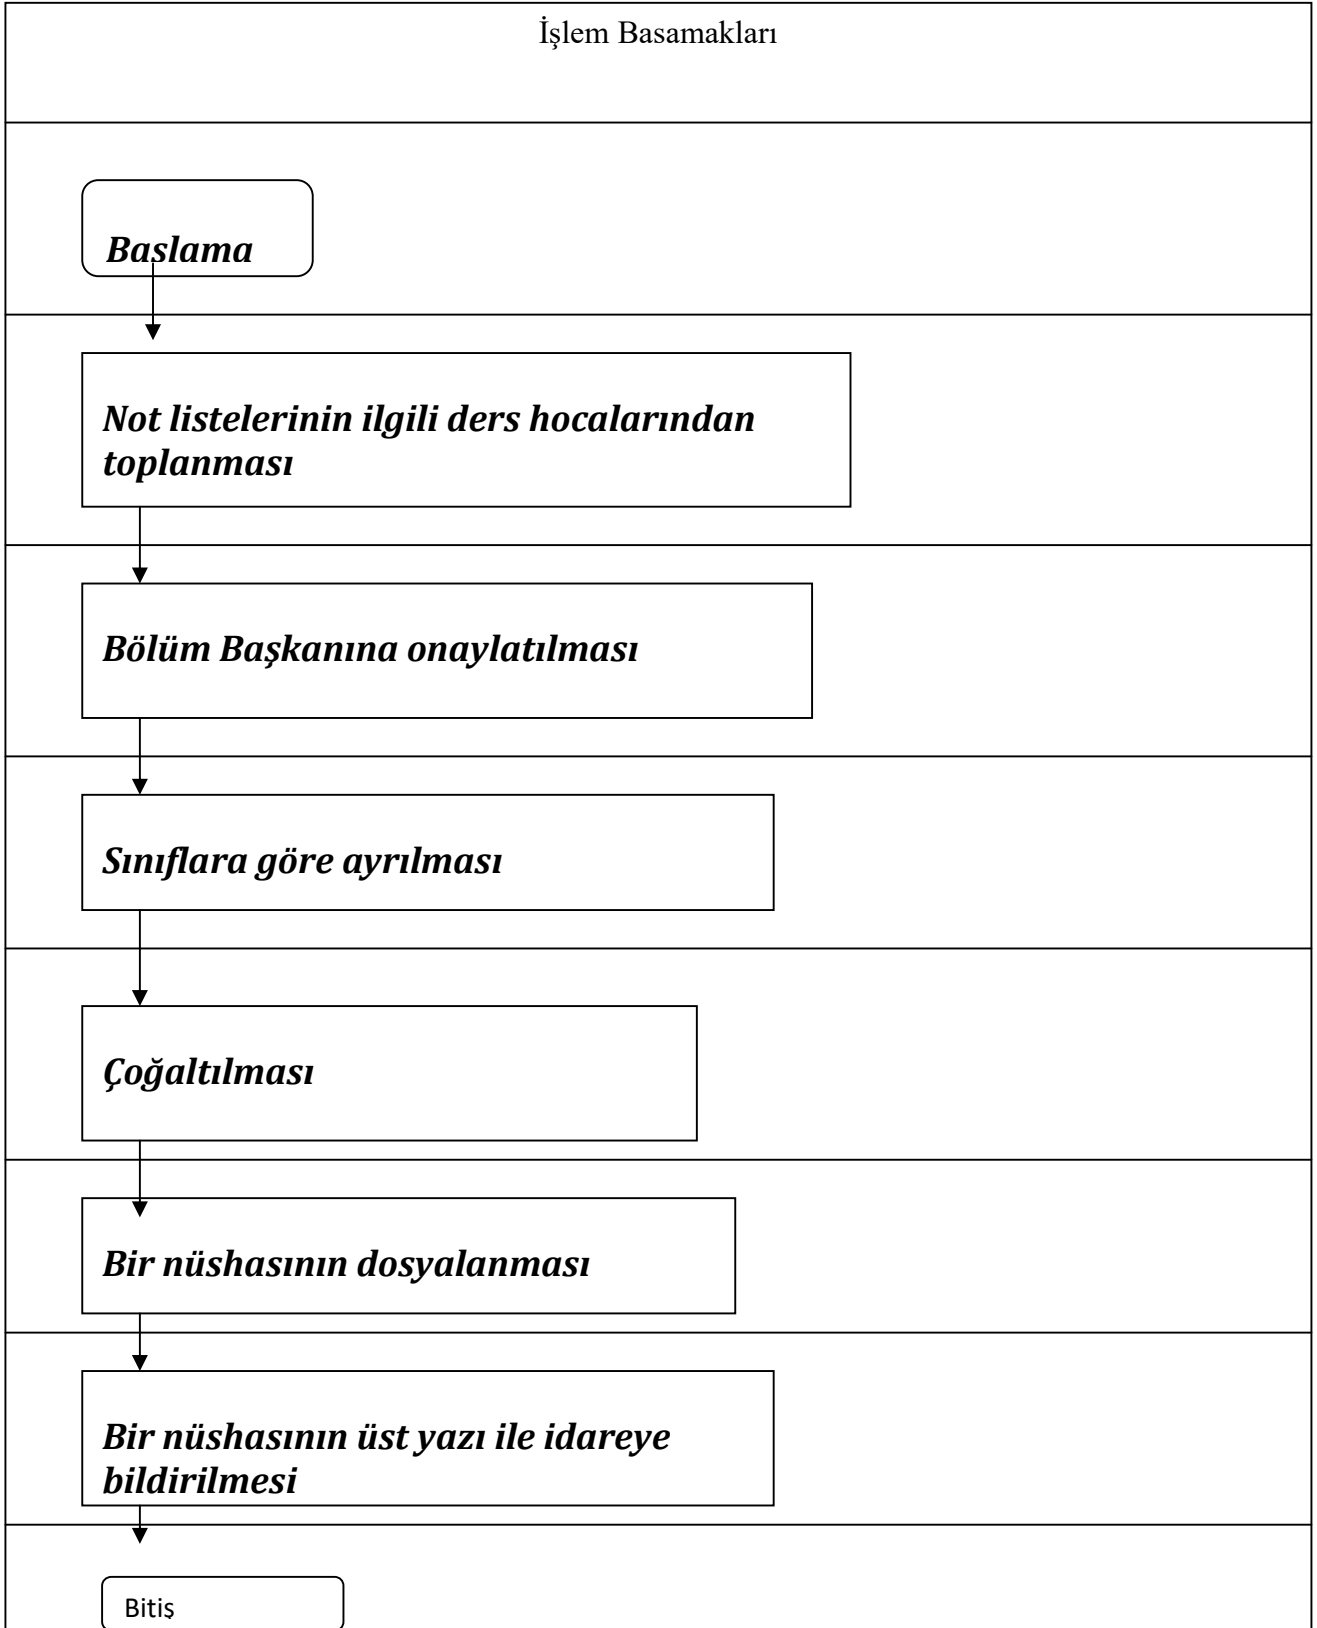 İşlem Basamakları
Baslama
Not listelerinin ilgili ders hocalarından
toplanması
Bölüm Başkanına onaylatılması
Sınıflara göre ayrılması
Çoğaltılması
Bir nüshasının dosyalanması
Bir nüshasının üst yazı ile idareye
bildirilmesi
Bitiş